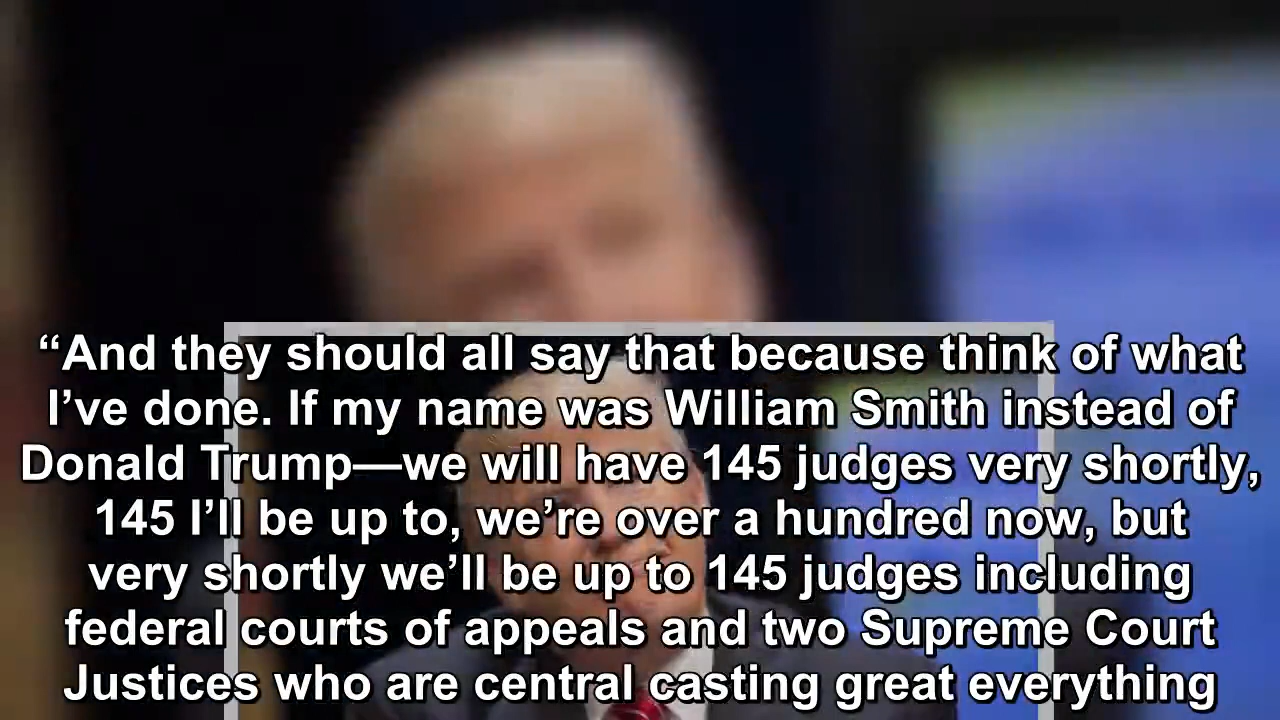 “And they should all say that because think of what
I’ve done. If my name was William Smith instead of
Donald Trump—we will have 145 judges very shortly,
145 I’ll be up to, we’re over a hundred now, but
very shortly we’ll be up to 145 judges including
federal courts of appeals and two Supreme Court
Justices who are central casting great everything